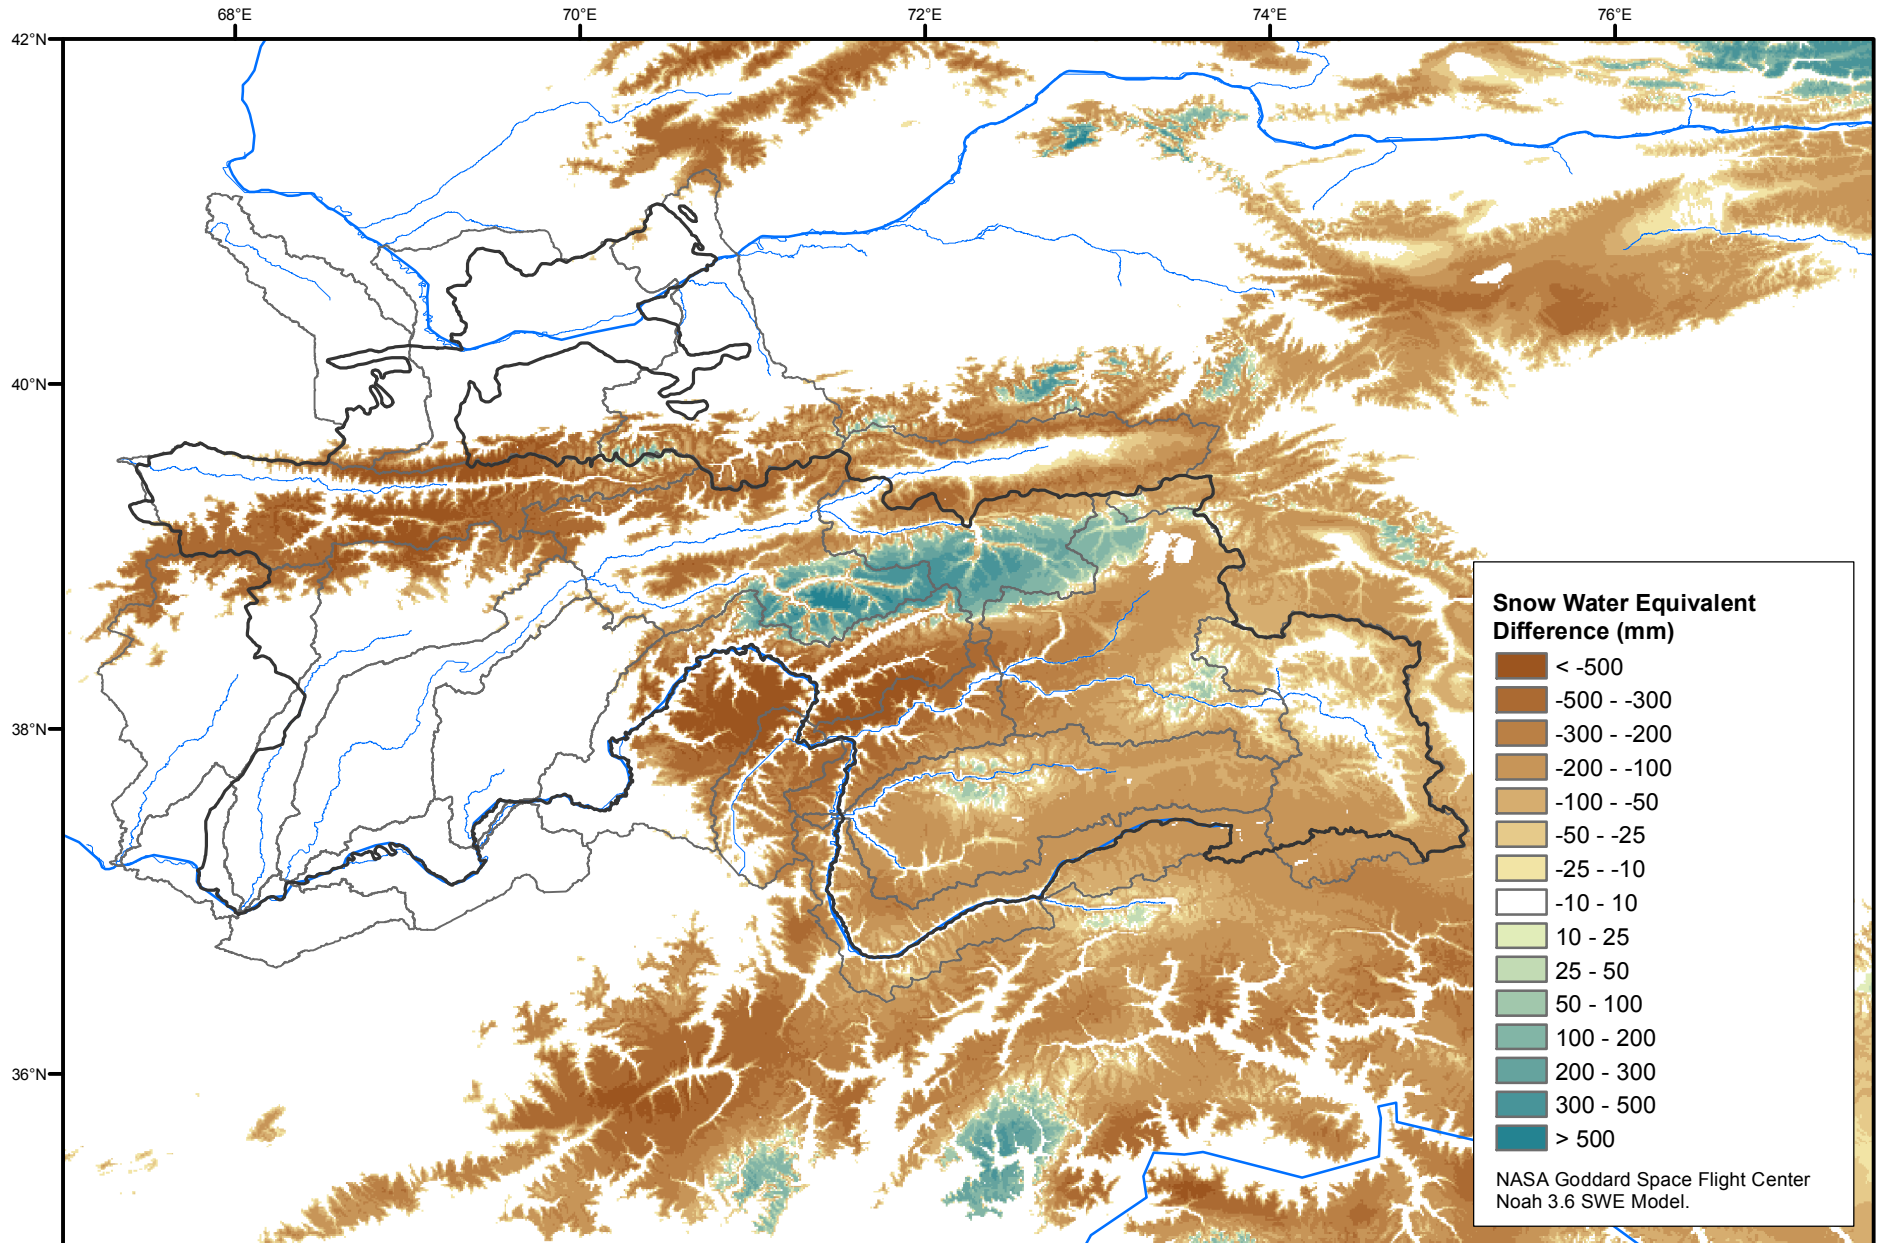 68°E 70°E 72°E 74°E 76°E
42°N
40°N
38°N
36°N
Snow Water Equivalent
Difference (mm)
< -500
-500 - -300
-300 - -200
-200 - -100
-100 - -50
-50 - -25
-25 - -10
-10 - 10
10 - 25
25 - 50
50 - 100
100 - 200
200 - 300
300 - 500
> 500
NASA Goddard Space Flight Center
Noah 3.6 SWE Model.